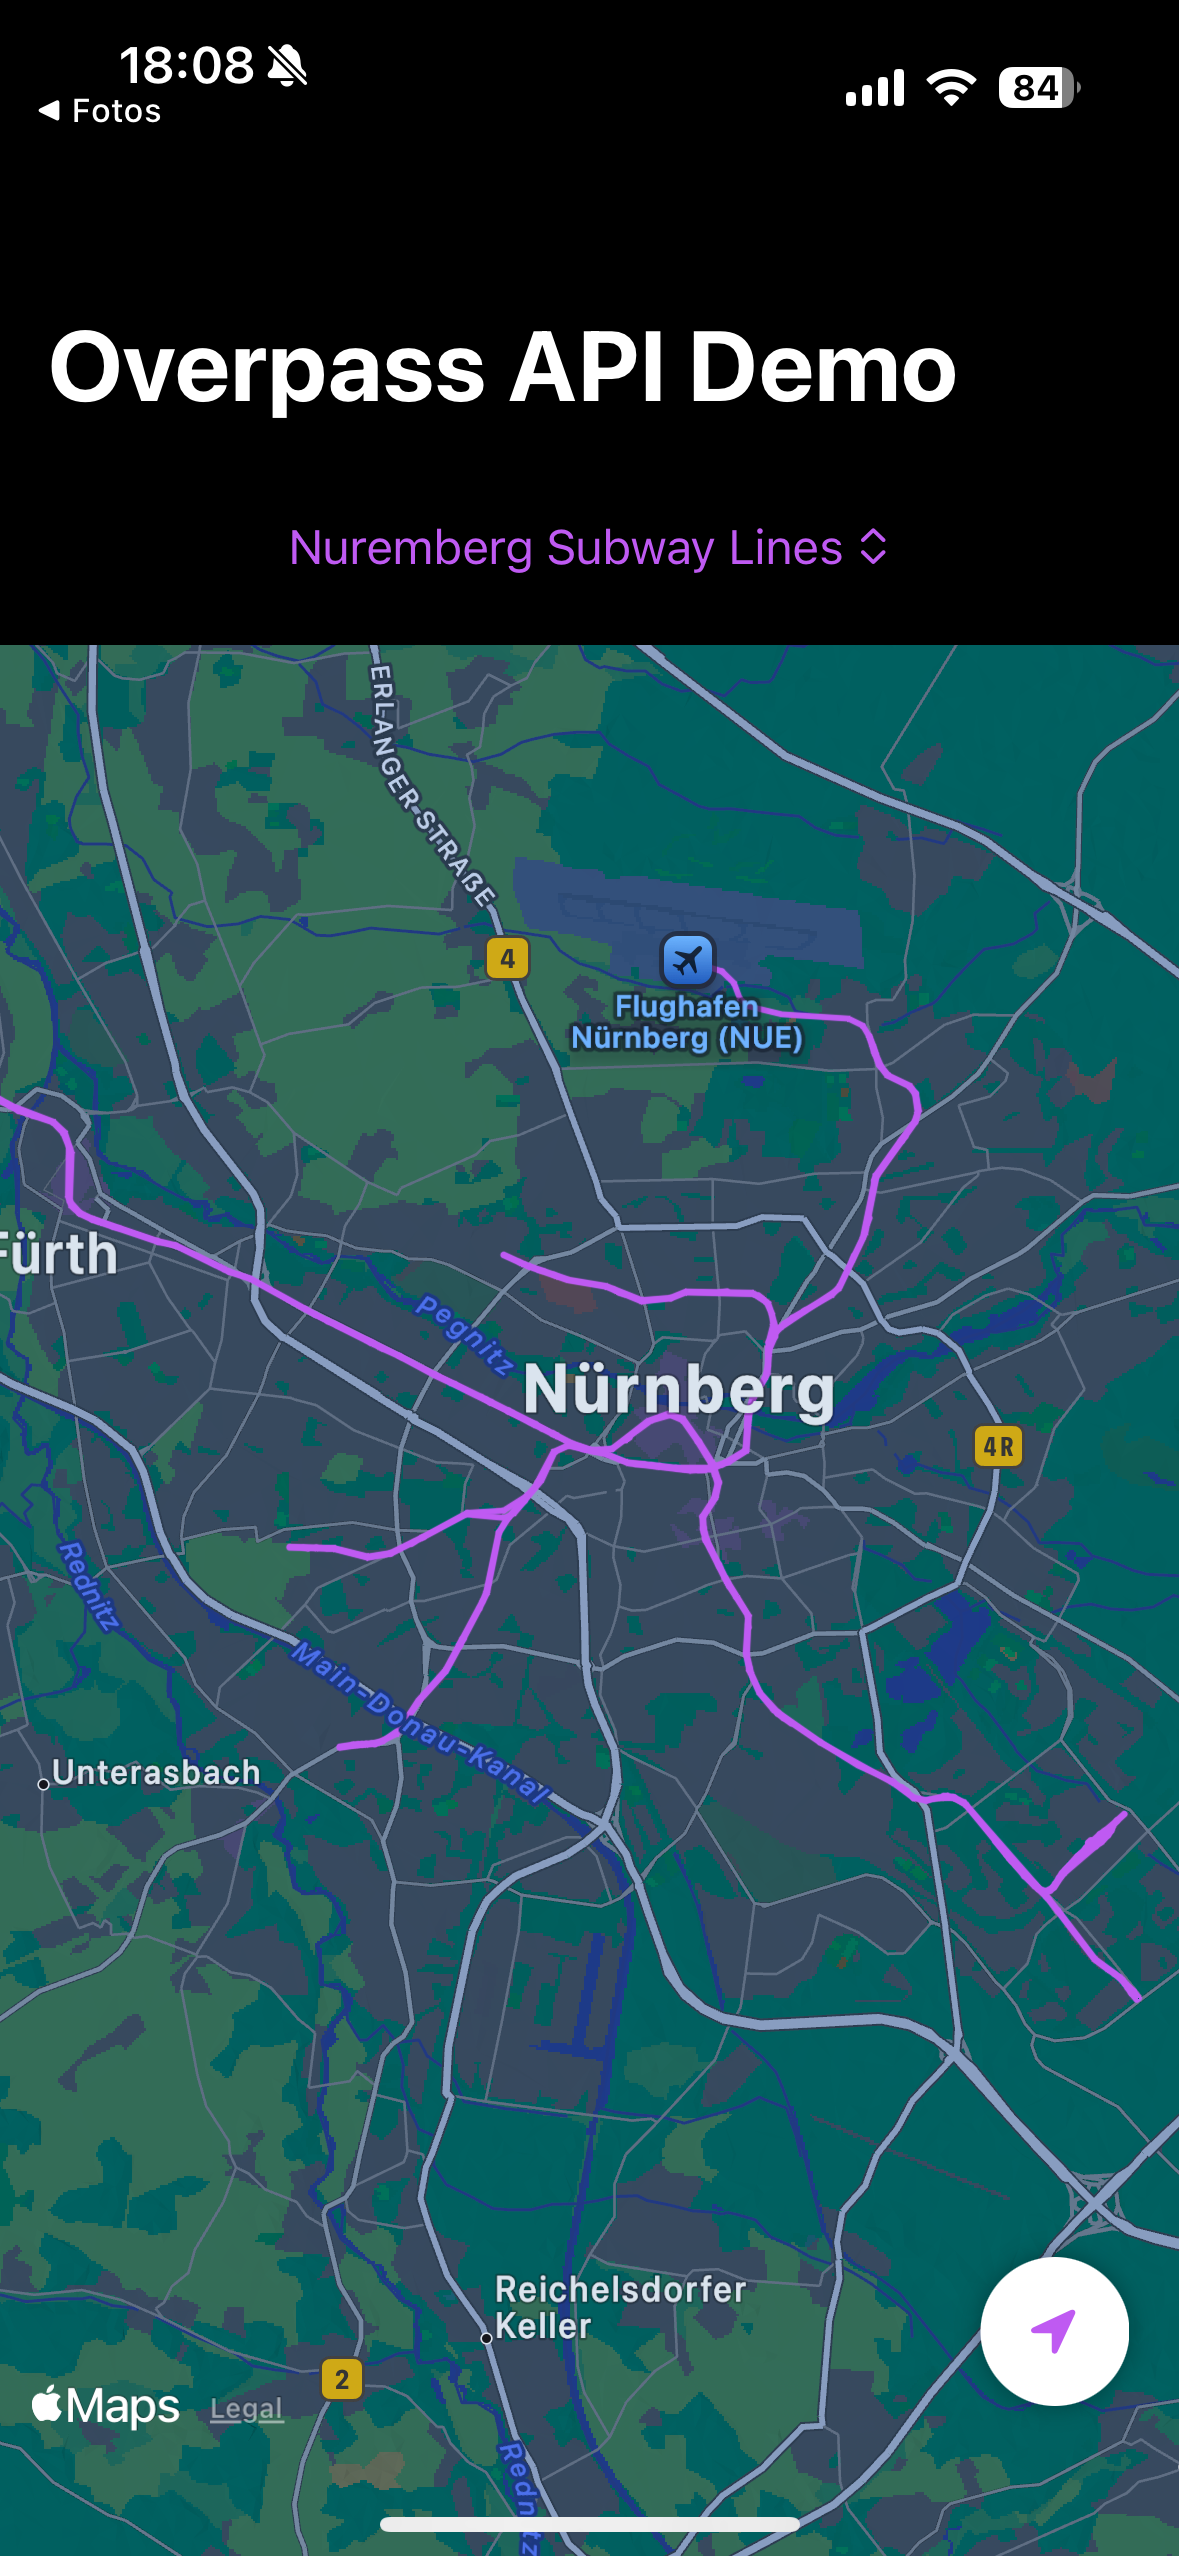 18:08
Fotos
84
Overpass API Demo
Nuremberg Subway Lines
ERLANGER STRAẞE
4
Flughafen
Nürnberg (NUE)
Fürth
Pegnitz
Nürnberg
4R
Rednitz
Main-Donau-Kanal
Unterasbach
Reichelsdorfer
Keller
2
Maps
Legal
Rednitz